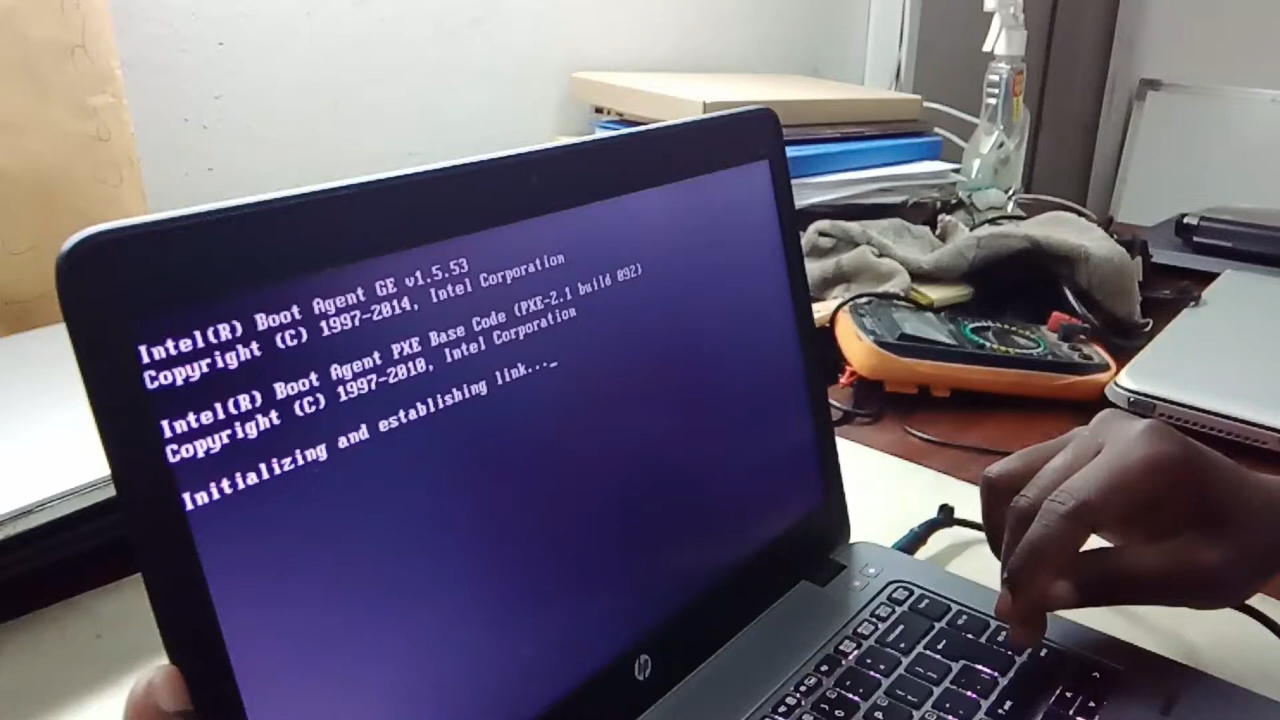 Intel(R) Boot Agent GE v1.5.53
Copyright (C) 1997-2014, Intel Corporation
Intel(R) Boot Agent PXE Base Code (PXE-2.1 build 092)
Copyright (C) 1997-2010, Intel Corporation
Initializing and establishing link..._
hp